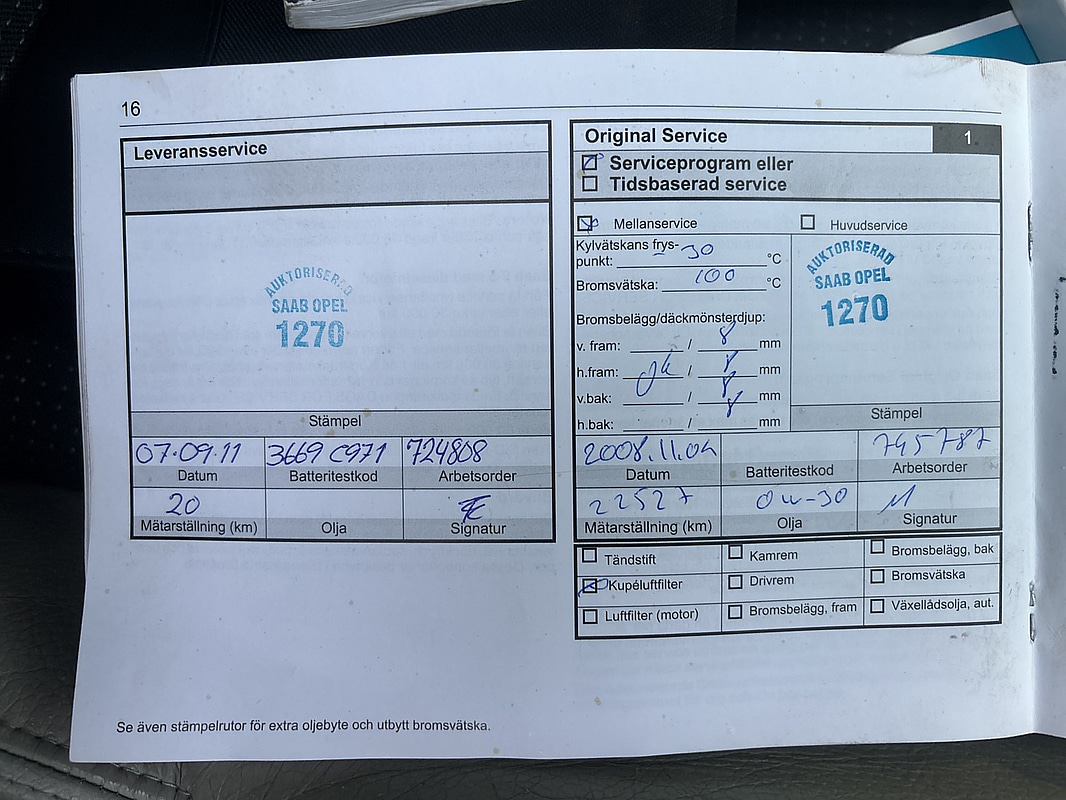 16
Leveransservice
AUKTORISERAD
SAAB OPEL
1270
Stämpel
07.09.11 3669 C971 724808
Datum Batteritestkod Arbetsorder
20
Mätarställning (km) Olja Signatur
Original Service 1
Serviceprogram eller
Tidsbaserad service
Mellanservice Huvudservice
Kylvätskans frys-
punkt: -30 °C
Bromsvätska: 100 °C
AUKTORISERAD
SAAB OPEL
1270
Bromsbelägg/däckmönsterdjup:
v. fram: / 8 mm
h.fram: ok / 8 mm
v.bak: / 8 mm
h.bak: / 8 mm
Stämpel
2008.11.04 745787
Datum Batteritestkod Arbetsorder
22527 0W-30
Mätarställning (km) Olja Signatur
Tändstift Kamrem Bromsbelägg, bak
Kupéluftfilter Drivrem Bromsvätska
Luftfilter (motor) Bromsbelägg, fram Växellådsolja, aut.
Se även stämpelrutor för extra oljebyte och utbytt bromsvätska.